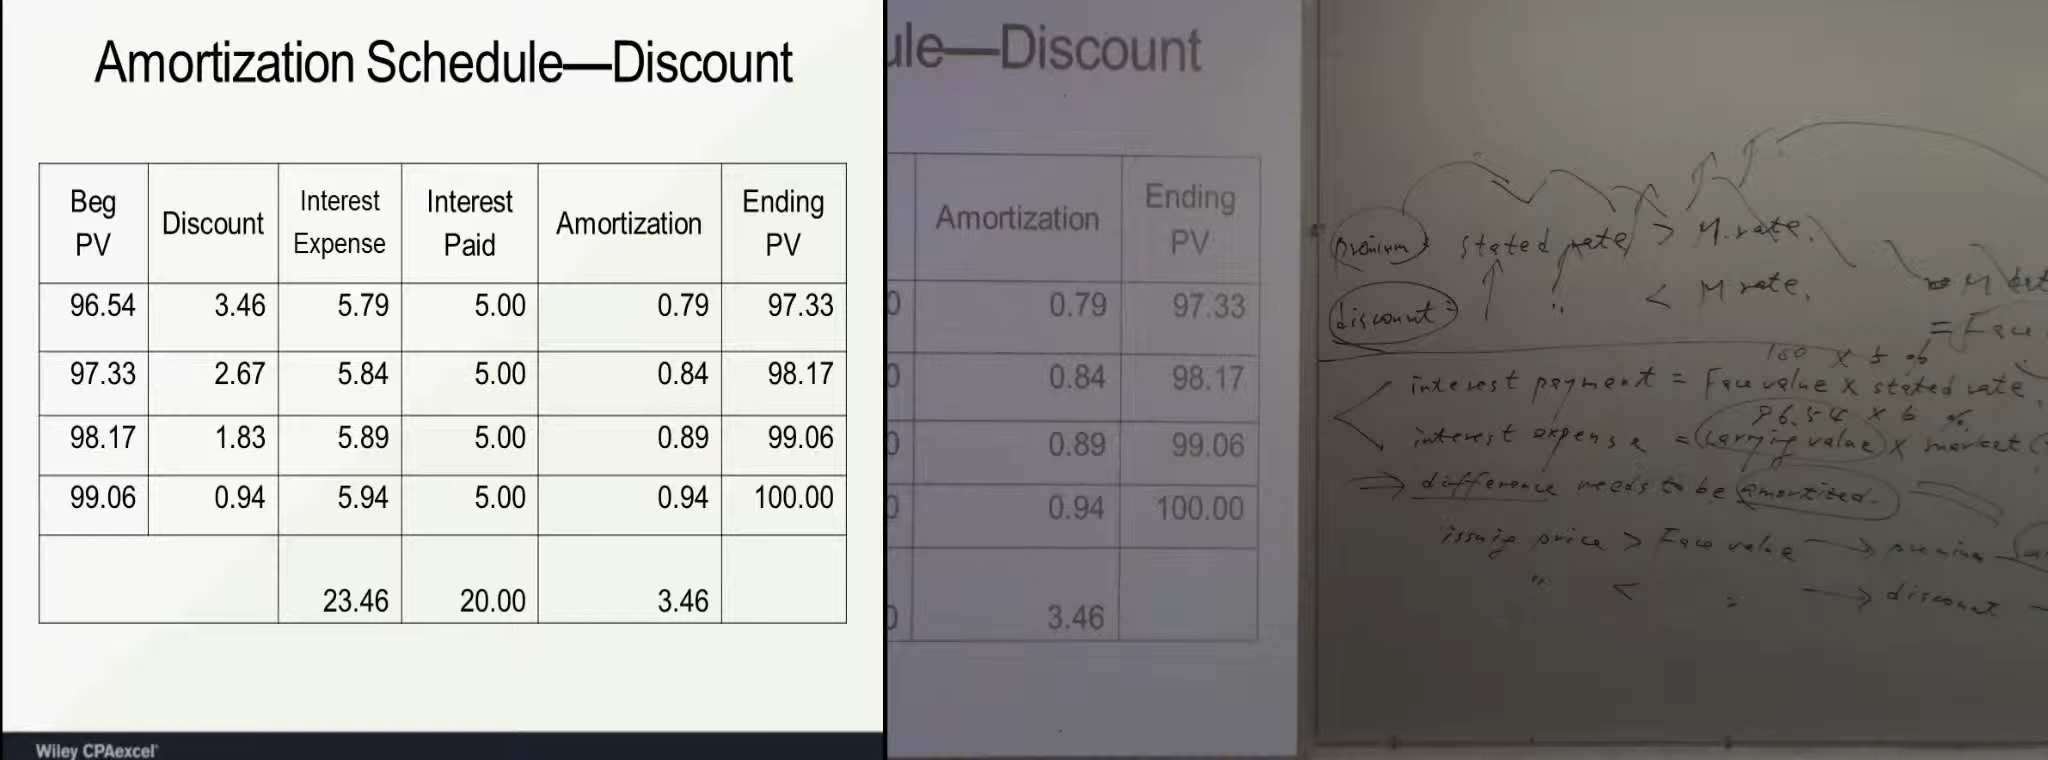 Amortization Schedule—Discount
Beg PV Discount Interest Expense Interest Paid Amortization Ending PV
96.54 3.46 5.79 5.00 0.79 97.33
97.33 2.67 5.84 5.00 0.84 98.17
98.17 1.83 5.89 5.00 0.89 99.06
99.06 0.94 5.94 5.00 0.94 100.00
23.46 20.00 3.46
Wiley CPAexcel
ule—Discount
Amortization Ending PV
0 0.79 97.33
0 0.84 98.17
0 0.89 99.06
0 0.94 100.00
0 3.46
premium: stated rate > M. rate.
discount: " < M rate.
= Face
100 x 5 %
interest payment = Face value x stated rate.
96.54 x 6 %
interest expense = (carrying value) x market
⇒ difference needs to be amortized.
issuing price > Face value →
" < " → discount